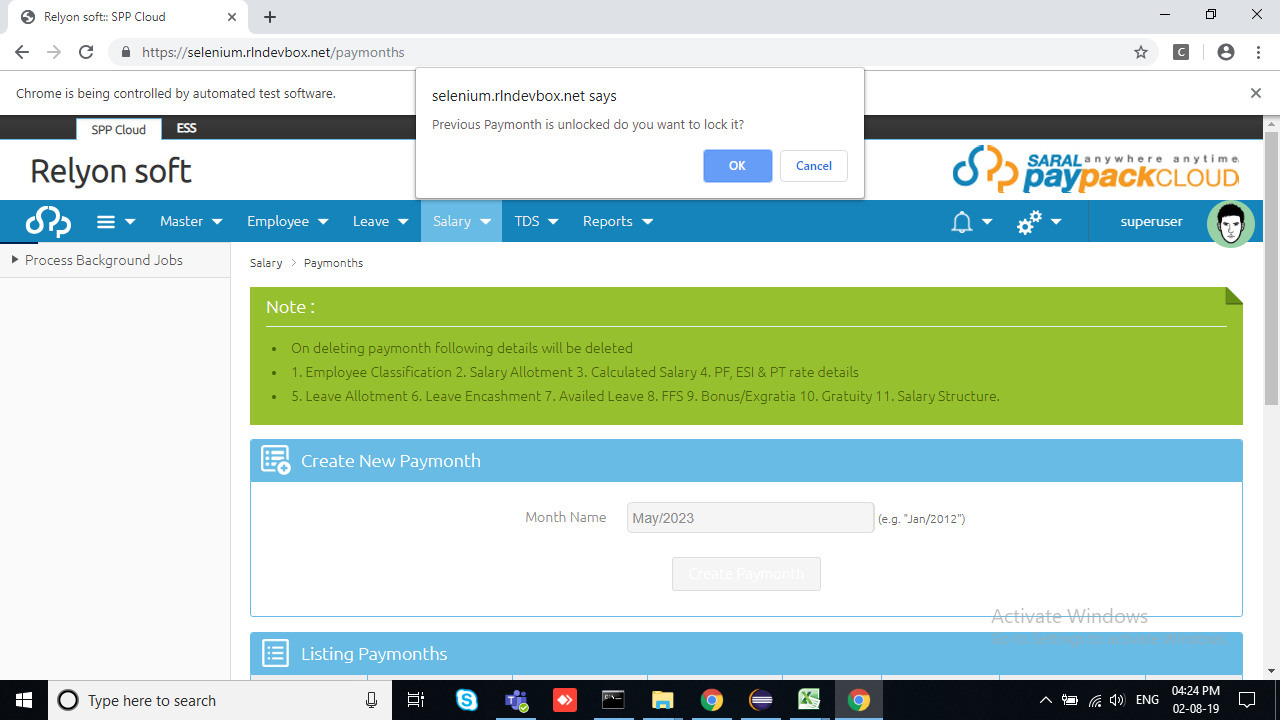 Relyon soft:: SPP Cloud
https://selenium.rlndevbox.net/paymonths
C
Chrome is being controlled by automated test software.
selenium.rlndevbox.net says
Previous Paymonth is unlocked do you want to lock it?
OK
Cancel
SPP Cloud
ESS
Relyon soft
SARAL anywhere anytime
paypackCLOUD
Master
Employee
Leave
Salary
TDS
Reports
superuser
Process Background Jobs
Salary > Paymonths
Note :
• On deleting paymonth following details will be deleted
• 1. Employee Classification 2. Salary Allotment 3. Calculated Salary 4. PF, ESI & PT rate details
• 5. Leave Allotment 6. Leave Encashment 7. Availed Leave 8. FFS 9. Bonus/Exgratia 10. Gratuity 11. Salary Structure.
Create New Paymonth
Month Name
May/2023
(e.g. "Jan/2012")
Create Paymonth
Activate Windows
Listing Paymonths
Type here to search
ENG
04:24 PM
02-08-19